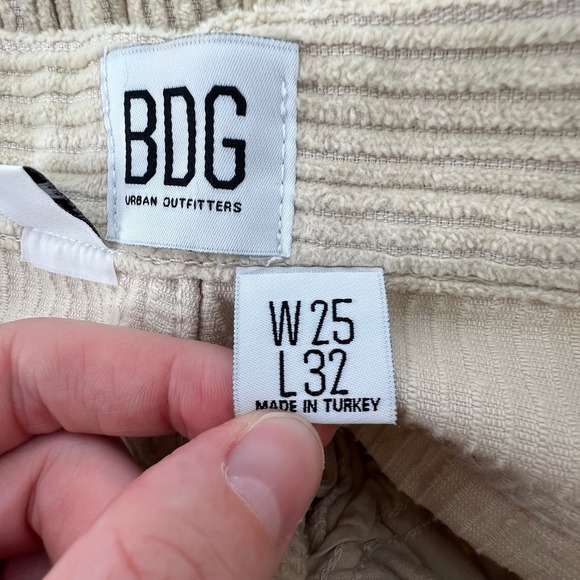 BDG
URBAN OUTFITTERS
W25
L32
MADE IN TURKEY